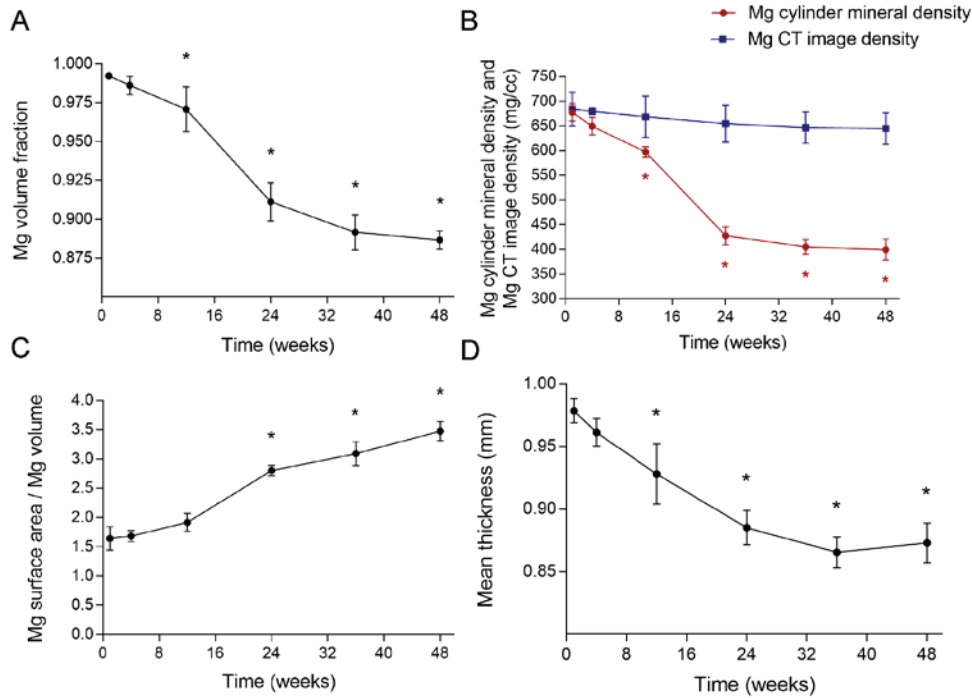 A
Mg volume fraction
1.000
0.975
0.950
0.925
0.900
0.875
*
*
*
*
0 8 16 24 32 40 48
Time (weeks)
B
Mg cylinder mineral density
Mg CT image density
Mg cylinder mineral density and
Mg CT image density (mg/cc)
750
700
650
600
550
500
450
400
350
300
*
*
*
*
0 8 16 24 32 40 48
Time (weeks)
C
Mg surface area / Mg volume
4.0
3.5
3.0
2.5
2.0
1.5
1.0
0.5
0.0
*
*
*
0 8 16 24 32 40 48
Time (weeks)
D
Mean thickness (mm)
1.00
0.95
0.90
0.85
*
*
*
*
0 8 16 24 32 40 48
Time (weeks)